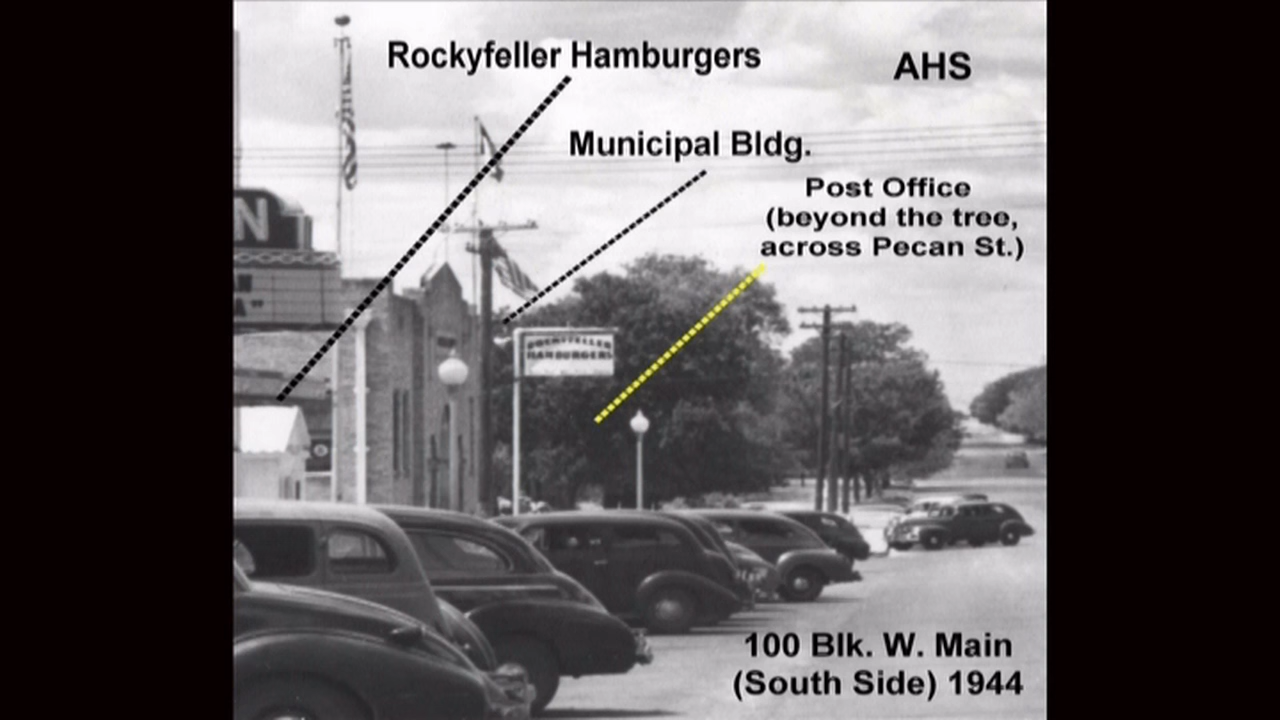 Rockyfeller Hamburgers
AHS
Municipal Bldg.
Post Office
(beyond the tree,
across Pecan St.)
N
A"
ROCKYFELLER
HAMBURGERS
100 Blk. W. Main
(South Side) 1944